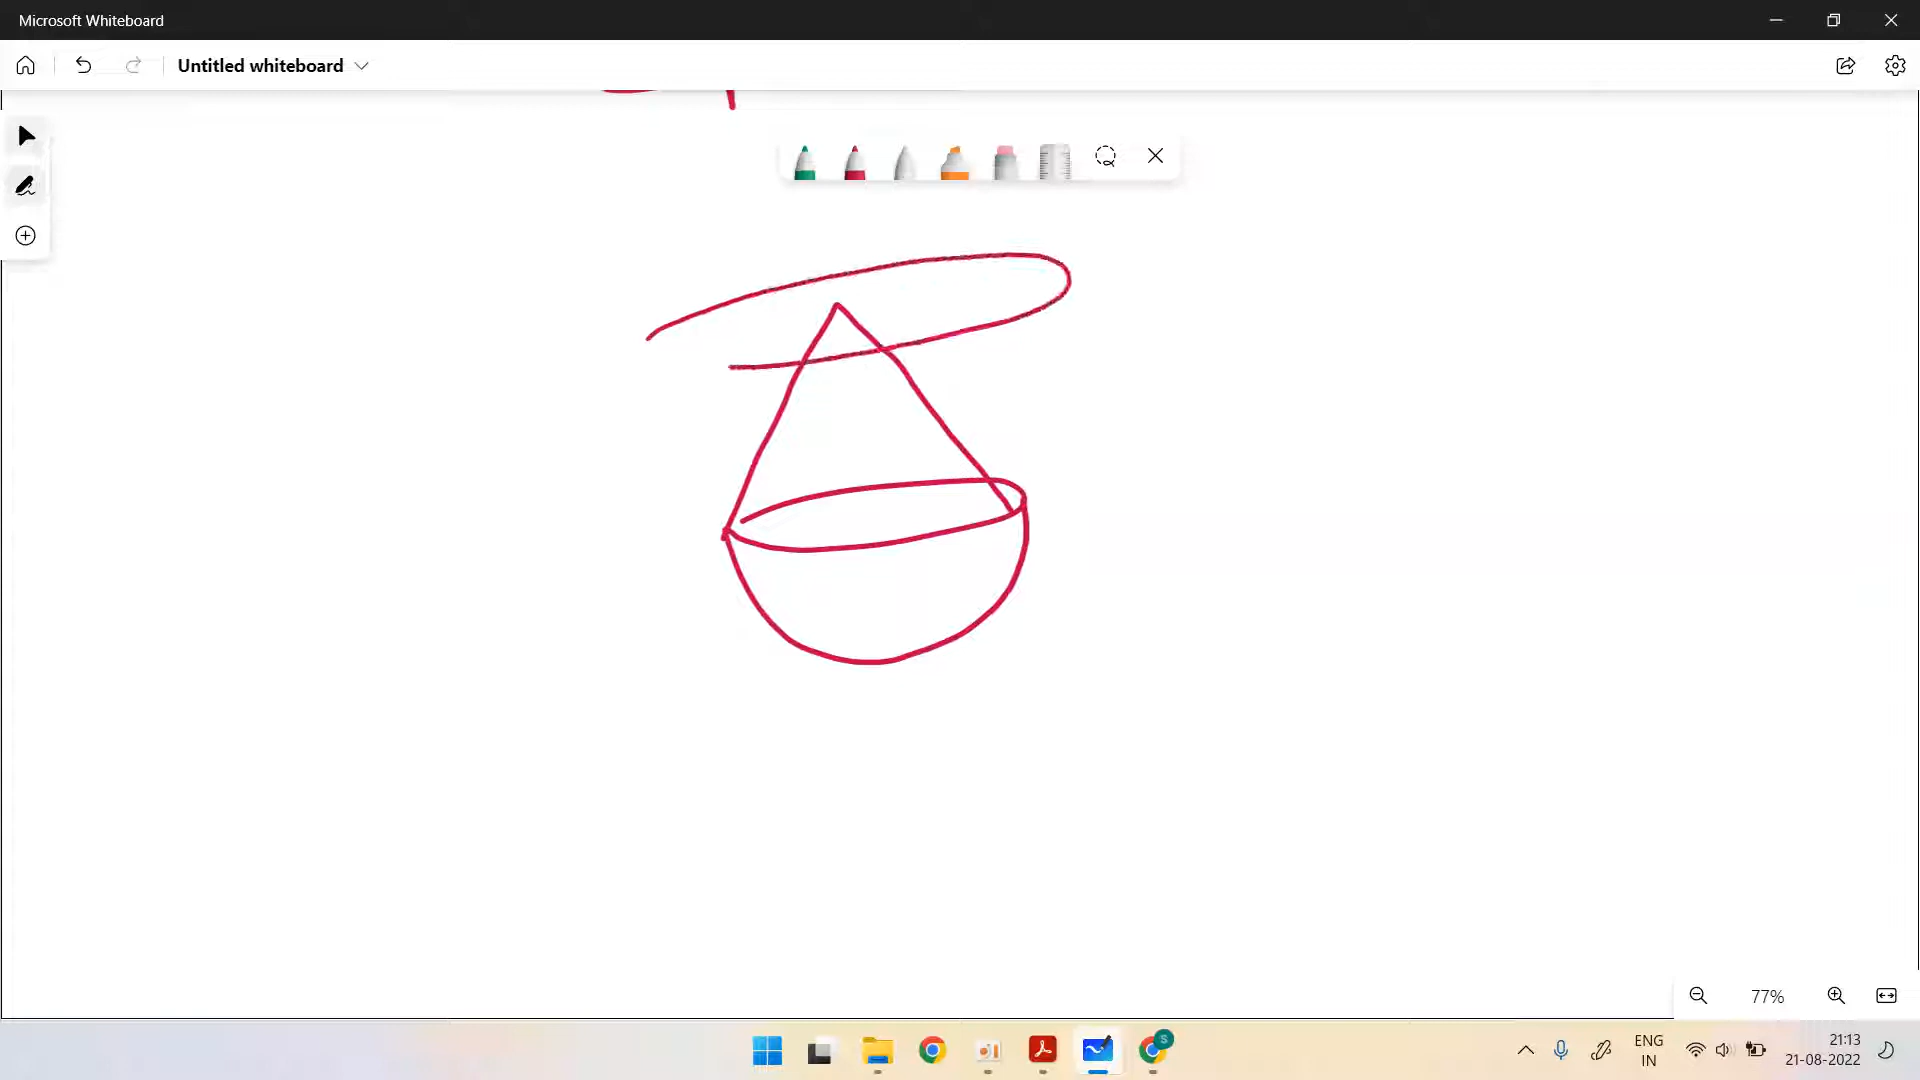 Microsoft Whiteboard
Untitled whiteboard
77%
S
ENG
IN
21:13
21-08-2022